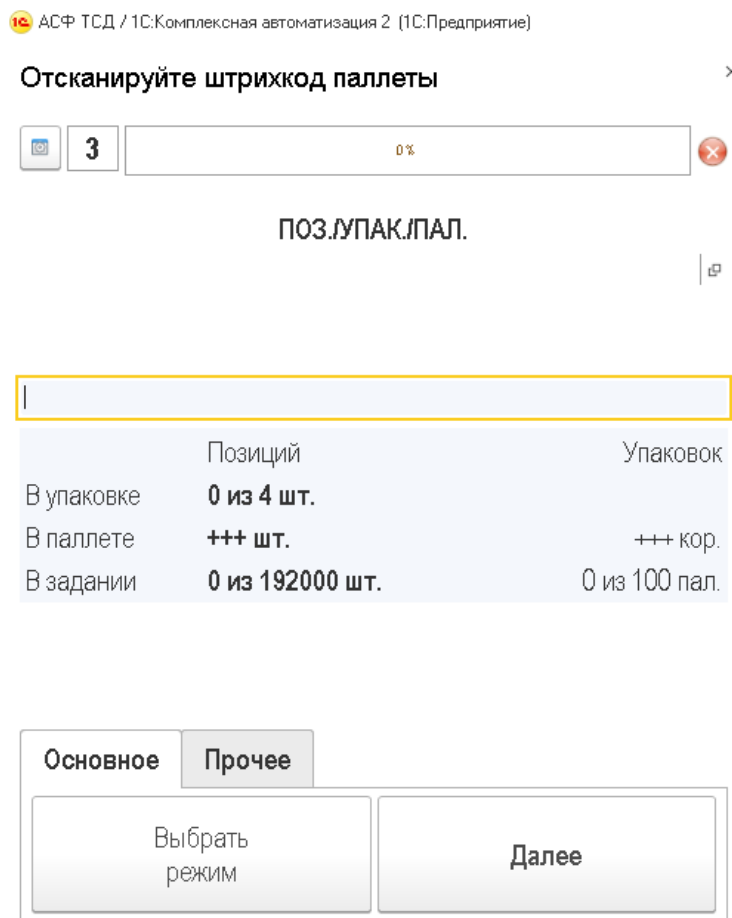 1С АСФ ТСД / 1С:Комплексная автоматизация 2 (1С:Предприятие)
Отсканируйте штрихкод паллеты
3 0 %
ПОЗ./УПАК./ПАЛ.
Позиций Упаковок
В упаковке 0 из 4 шт.
В паллете +++ шт. +++ кор.
В задании 0 из 192000 шт. 0 из 100 пал.
Основное Прочее
Выбрать
режим
Далее